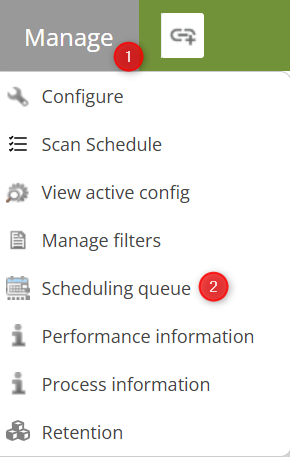 Manage
1
Configure
Scan Schedule
View active config
Manage filters
Scheduling queue 2
Performance information
Process information
Retention